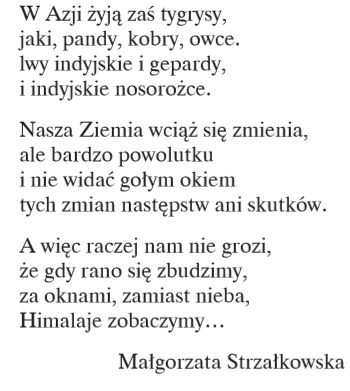 W Azji żyją zaś tygrysy,
jaki, pandy, kobry, owce.
lwy indyjskie i gepardy,
i indyjskie nosorożce.
Nasza Ziemia wciąż się zmienia,
ale bardzo powolutku
i nie widać gołym okiem
tych zmian następstw ani skutków.
A więc raczej nam nie grozi,
że gdy rano się zbudzimy,
za oknami, zamiast nieba,
Himalaje zobaczymy…
Małgorzata Strzałkowska